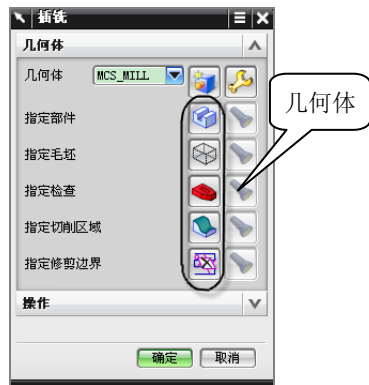 插铣
几何体
几何体 MCS_MILL
几何体
指定部件
指定毛坯
指定检查
指定切削区域
指定修剪边界
操作
确定 取消